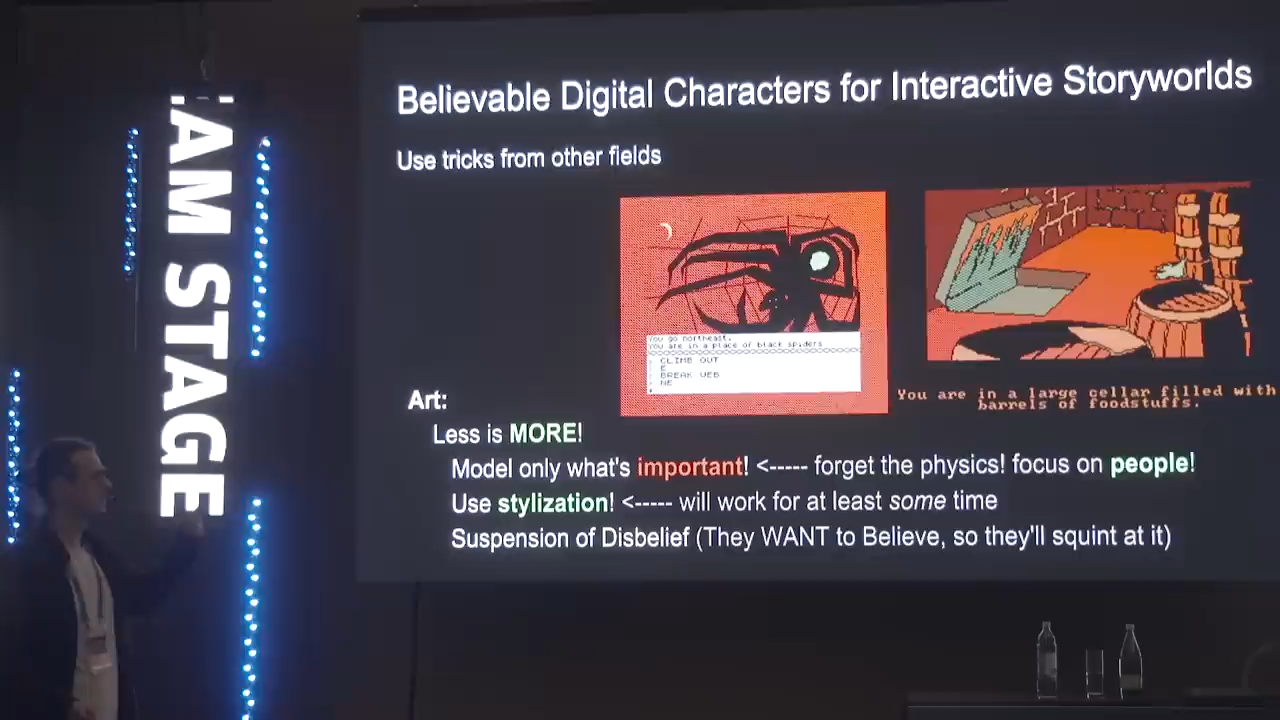 AM STAGE
Believable Digital Characters for Interactive Storyworlds
Use tricks from other fields
You go northeast.
You are in a place of black spiders
CLIMB OUT
E
BREAK WEB
NE
You are in a large cellar filled with
barrels of foodstuffs.
Art:
Less is MORE!
Model only what's important! <----- forget the physics! focus on people!
Use stylization! <----- will work for at least some time
Suspension of Disbelief (They WANT to Believe, so they'll squint at it)